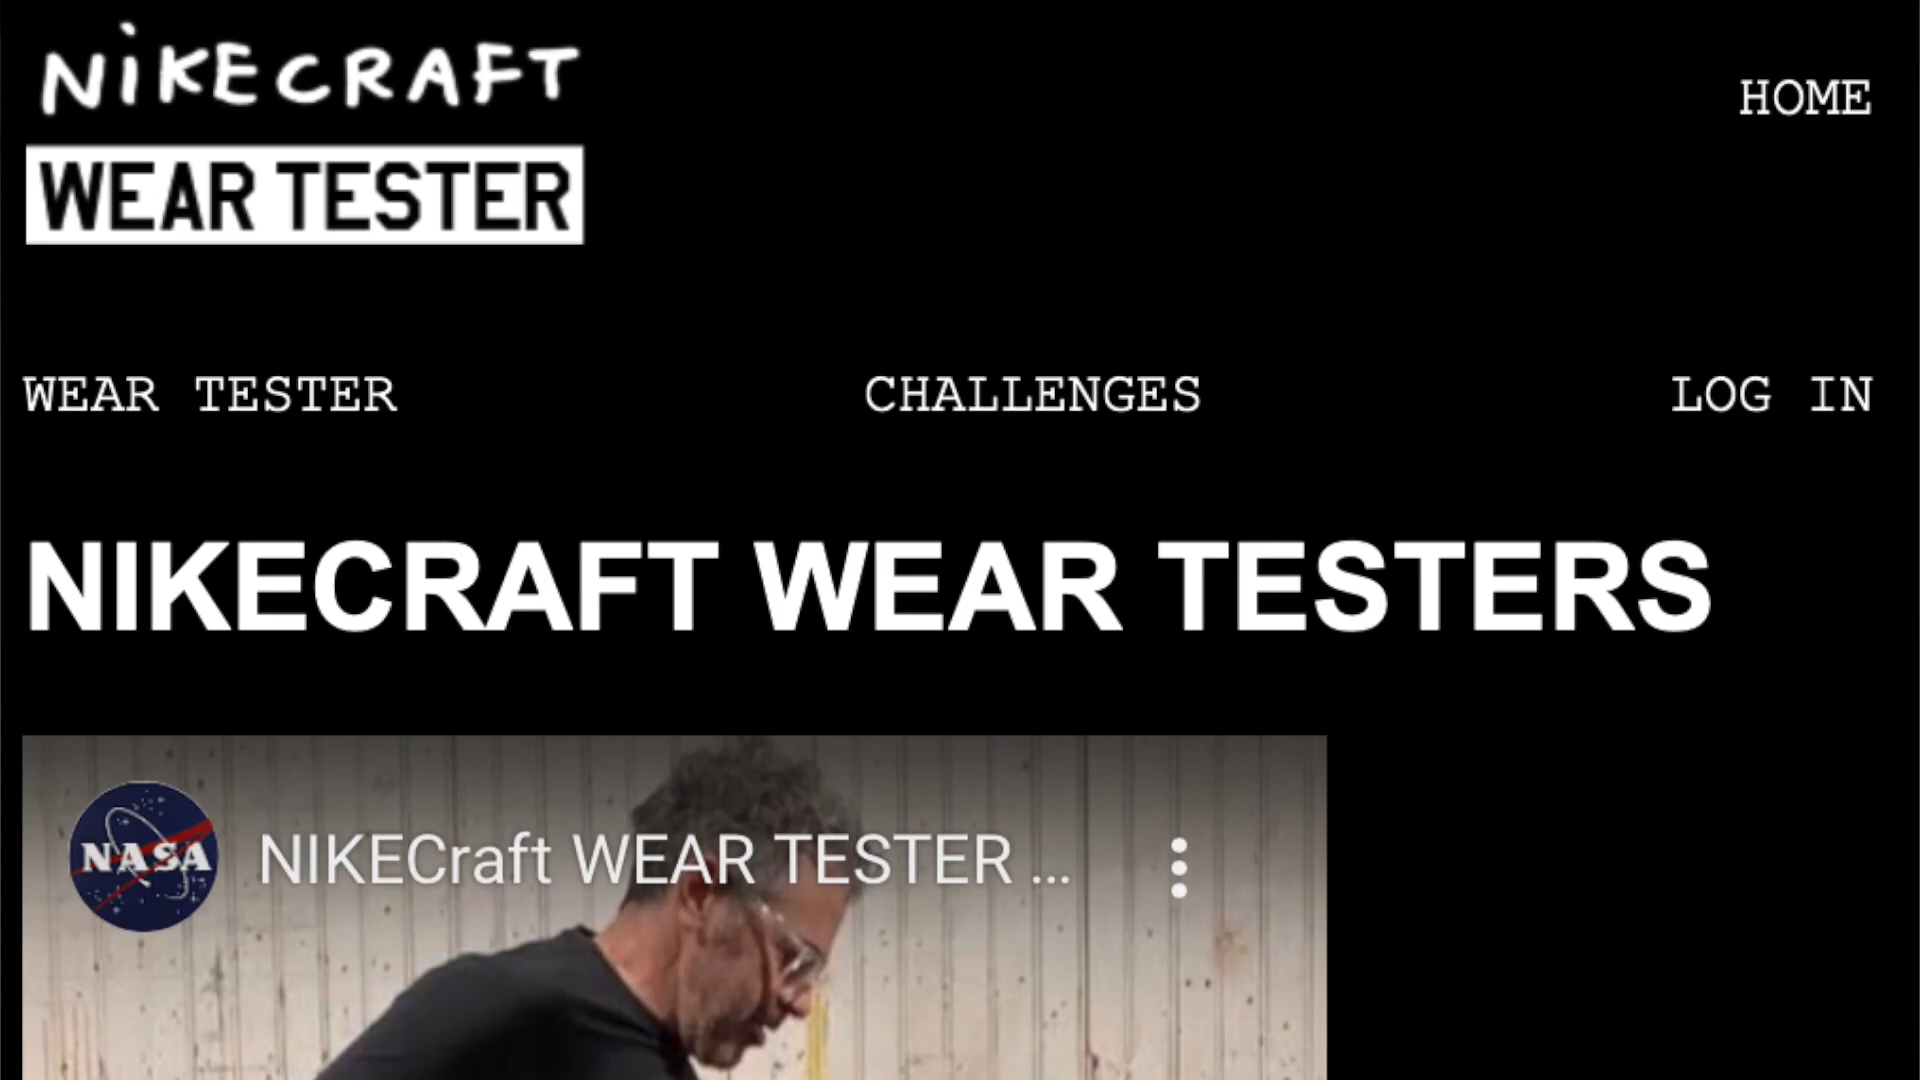 NiKECRAFT
WEAR TESTER
HOME
WEAR TESTER
CHALLENGES
LOG IN
NIKECRAFT WEAR TESTERS
NASA
NIKECraft WEAR TESTER ...